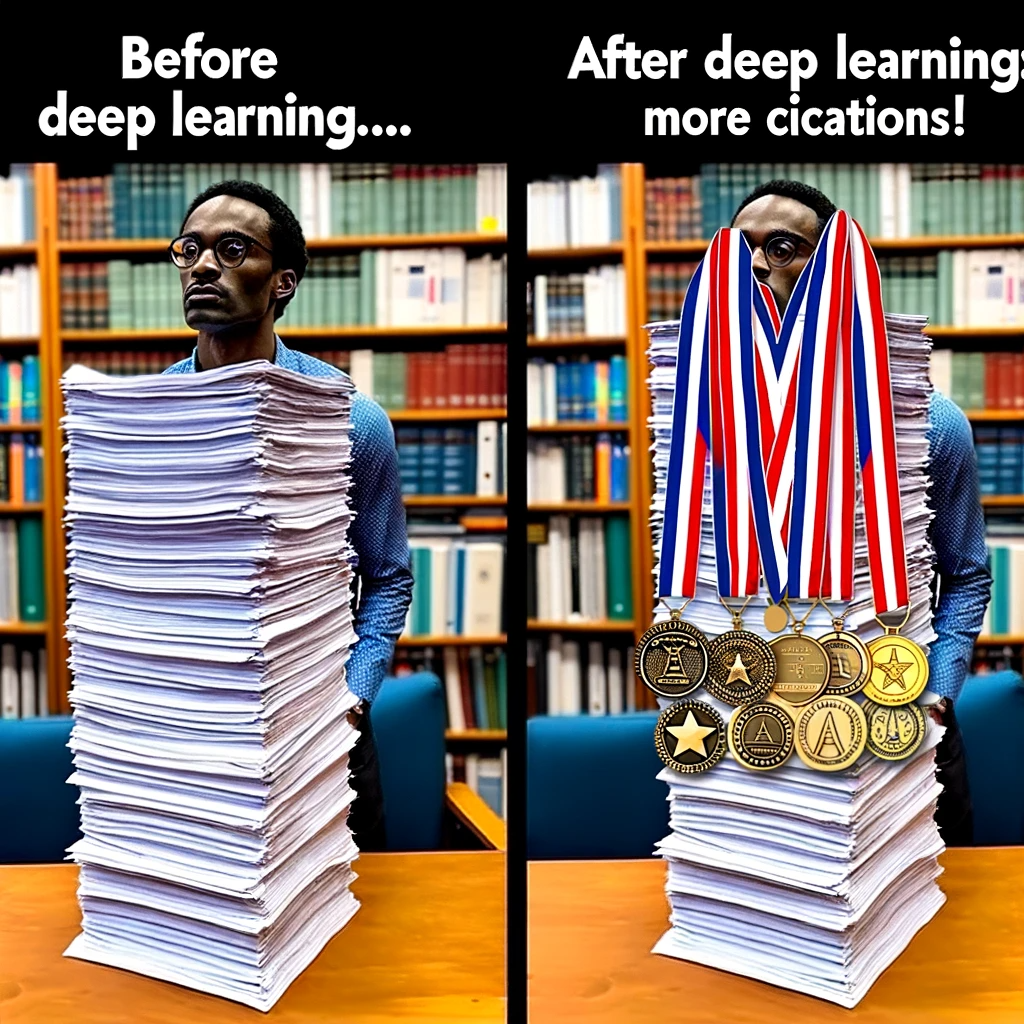 Before
deep learning....
After deep learning:
more cications!